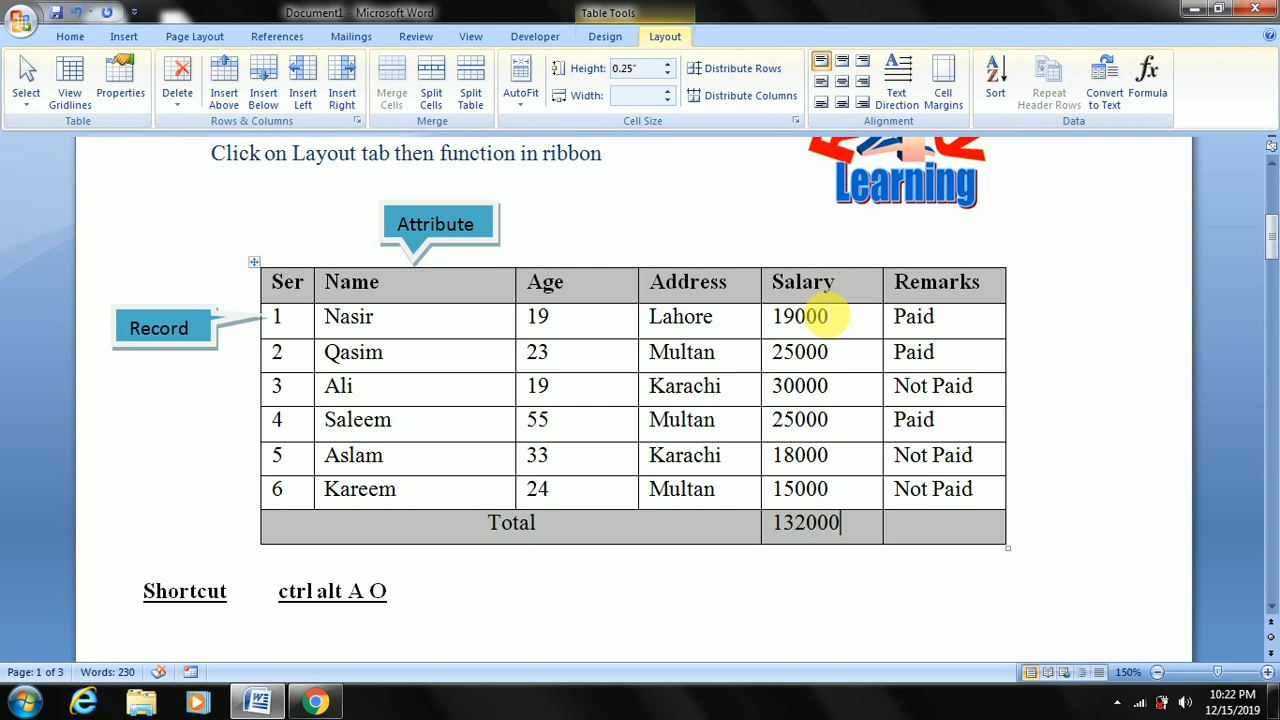 Document1 - Microsoft Word
Table Tools
Home Insert Page Layout References Mailings Review View Developer Design Layout
Select View Gridlines Properties Delete Insert Above Insert Below Insert Left Insert Right Merge Cells Split Cells Split Table AutoFit Height: 0.25" Width: Distribute Rows Distribute Columns Text Direction Cell Margins Sort Repeat Header Rows Convert to Text Formula
Table Rows & Columns Merge Cell Size Alignment Data
Click on Layout tab then function in ribbon
Learning
Attribute
Ser Name Age Address Salary Remarks
Record
1 Nasir 19 Lahore 19000 Paid
2 Qasim 23 Multan 25000 Paid
3 Ali 19 Karachi 30000 Not Paid
4 Saleem 55 Multan 25000 Paid
5 Aslam 33 Karachi 18000 Not Paid
6 Kareem 24 Multan 15000 Not Paid
Total 132000
Shortcut ctrl alt A O
Page: 1 of 3 Words: 230 150%
10:22 PM
12/15/2019